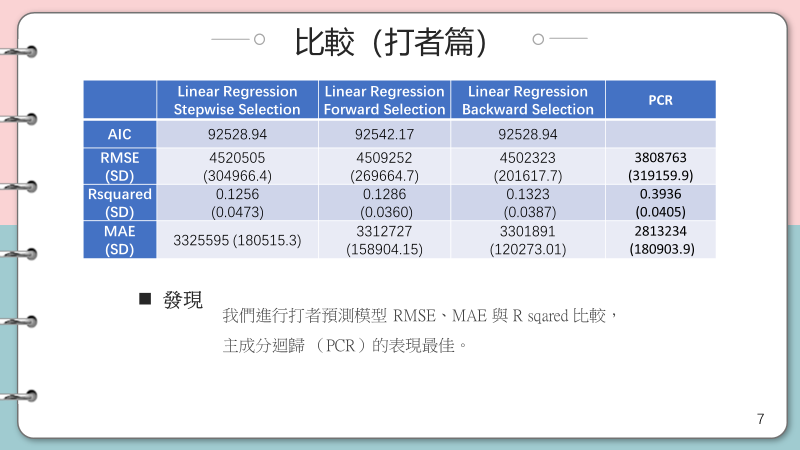 比較（打者篇）
Linear Regression Stepwise Selection Linear Regression Forward Selection Linear Regression Backward Selection PCR
AIC 92528.94 92542.17 92528.94
RMSE (SD) 4520505 (304966.4) 4509252 (269664.7) 4502323 (201617.7) 3808763 (319159.9)
Rsquared (SD) 0.1256 (0.0473) 0.1286 (0.0360) 0.1323 (0.0387) 0.3936 (0.0405)
MAE (SD) 3325595 (180515.3) 3312727 (158904.15) 3301891 (120273.01) 2813234 (180903.9)
■ 發現
我們進行打者預測模型 RMSE、MAE 與 R sqared 比較，
主成分迴歸 （PCR）的表現最佳。
7